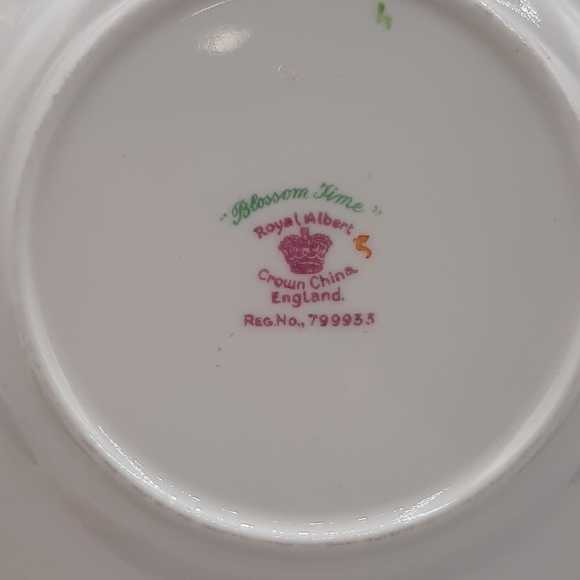 "Blossom Time"
Royal Albert
Crown China
England.
REG.No., 799933